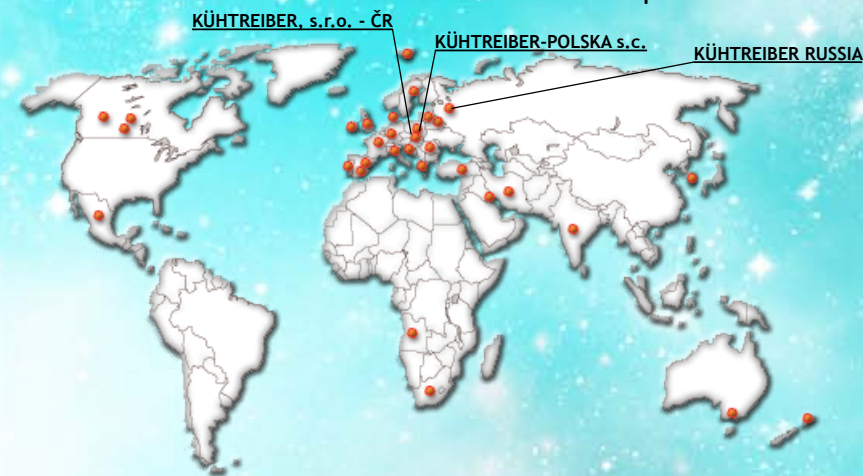 KÜHTREIBER, s.r.o. - ČR
KÜHTREIBER-POLSKA s.c.
KÜHTREIBER RUSSIA